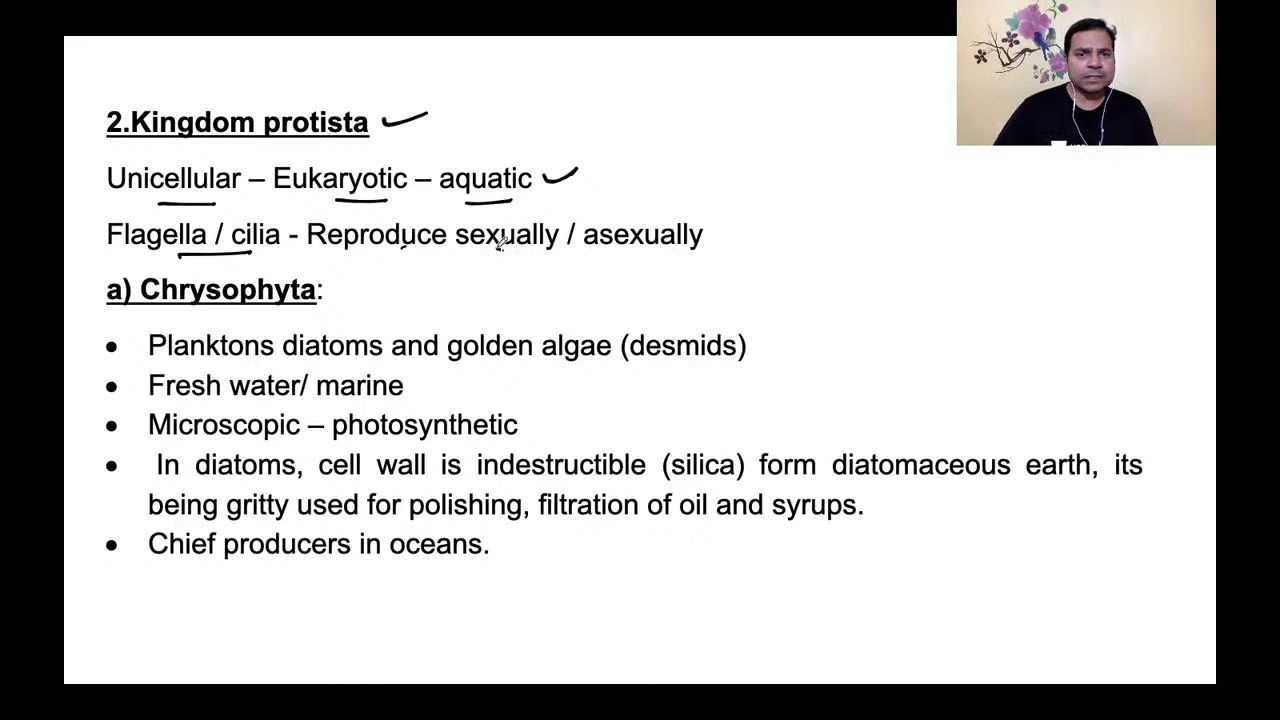 2.Kingdom protista
Unicellular – Eukaryotic – aquatic
Flagella / cilia - Reproduce sexually / asexually
a) Chrysophyta:
• Planktons diatoms and golden algae (desmids)
• Fresh water/ marine
• Microscopic – photosynthetic
• In diatoms, cell wall is indestructible (silica) form diatomaceous earth, its
being gritty used for polishing, filtration of oil and syrups.
• Chief producers in oceans.